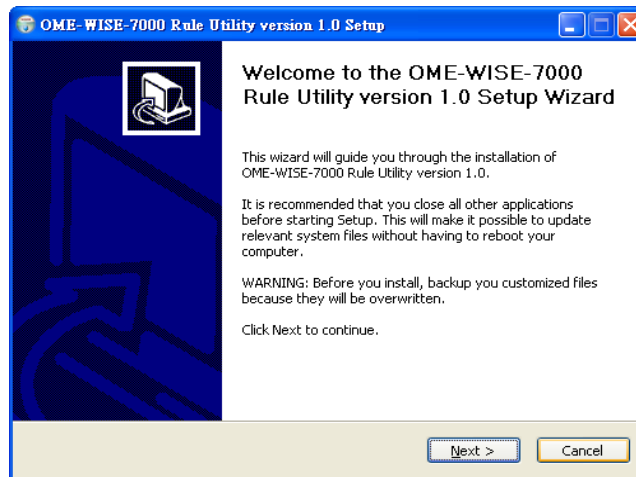 OME-WISE-7000 Rule Utility version 1.0 Setup
Welcome to the OME-WISE-7000
Rule Utility version 1.0 Setup Wizard
This wizard will guide you through the installation of
OME-WISE-7000 Rule Utility version 1.0.
It is recommended that you close all other applications
before starting Setup. This will make it possible to update
relevant system files without having to reboot your
computer.
WARNING: Before you install, backup you customized files
because they will be overwritten.
Click Next to continue.
Next >
Cancel